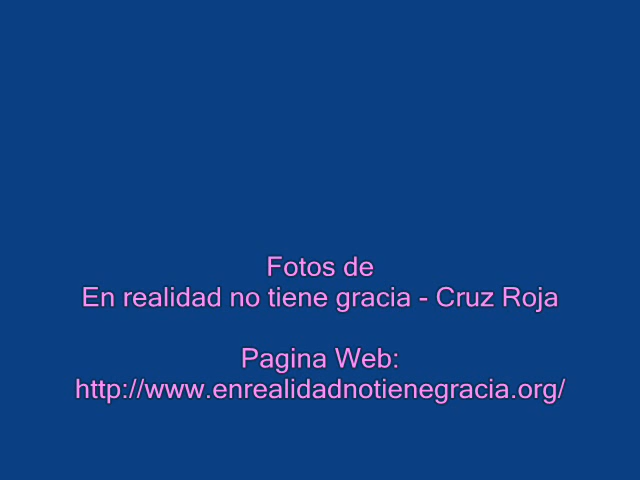 Fotos de
En realidad no tiene gracia - Cruz Roja
Pagina Web:
http://www.enrealidadnotienegracia.org/